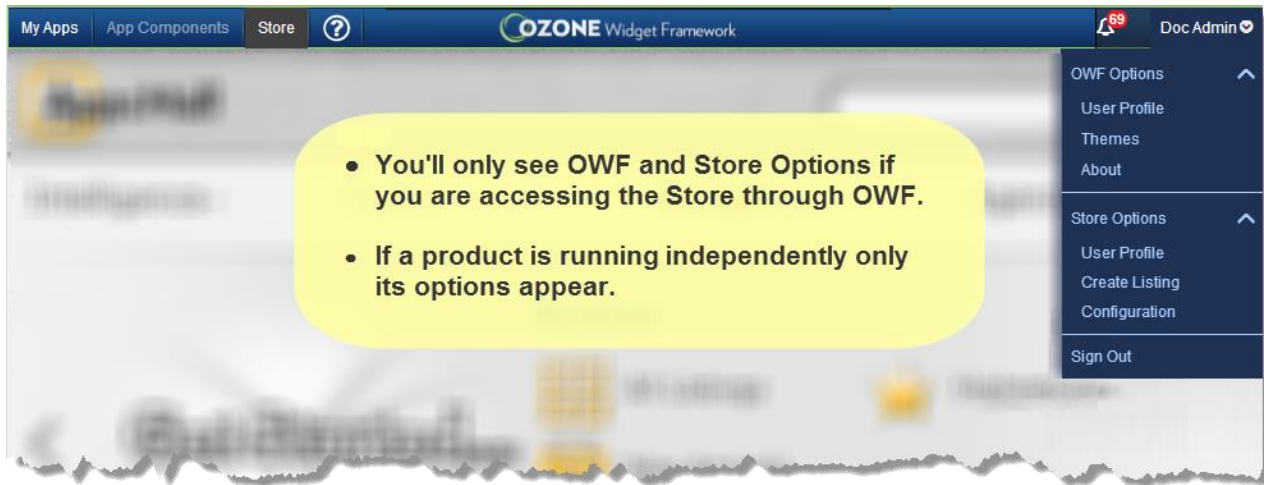 My Apps App Components Store ? OZONE Widget Framework 69 Doc Admin
OWF Options
User Profile
Themes
About
• You'll only see OWF and Store Options if
you are accessing the Store through OWF.
• If a product is running independently only
its options appear.
Store Options
User Profile
Create Listing
Configuration
Sign Out